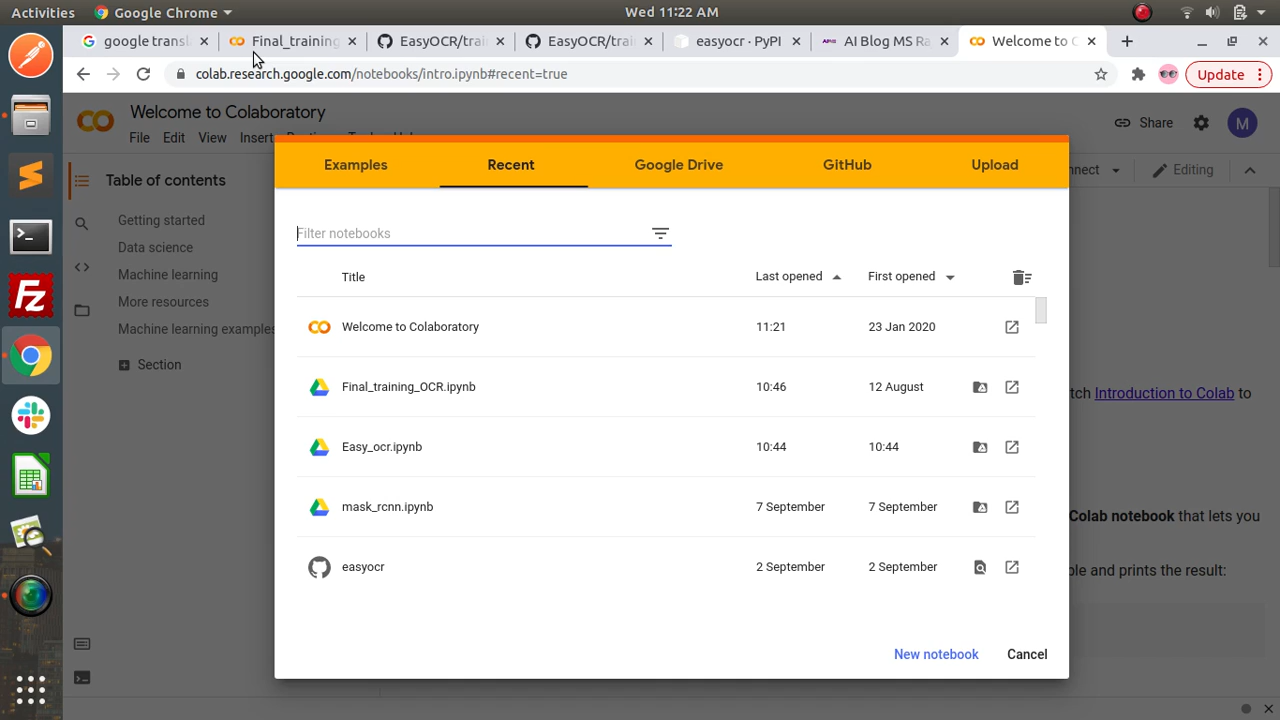 Activities Google Chrome Wed 11:22 AM
google transl Final_training EasyOCR/trai EasyOCR/trai easyocr · PyPI AI Blog MS Ra Welcome to C
colab.research.google.com/notebooks/intro.ipynb#recent=true Update
Welcome to Colaboratory Share M
File Edit View Insert
Examples Recent Google Drive GitHub Upload
Table of contents Editing
Getting started
Filter notebooks
Data science
Machine learning
Title Last opened First opened
More resources
Machine learning examples
Welcome to Colaboratory 11:21 23 Jan 2020
Section
Final_training_OCR.ipynb 10:46 12 August
Introduction to Colab to
Easy_ocr.ipynb 10:44 10:44
mask_rcnn.ipynb 7 September 7 September
Colab notebook that lets you
easyocr 2 September 2 September
ple and prints the result:
New notebook Cancel